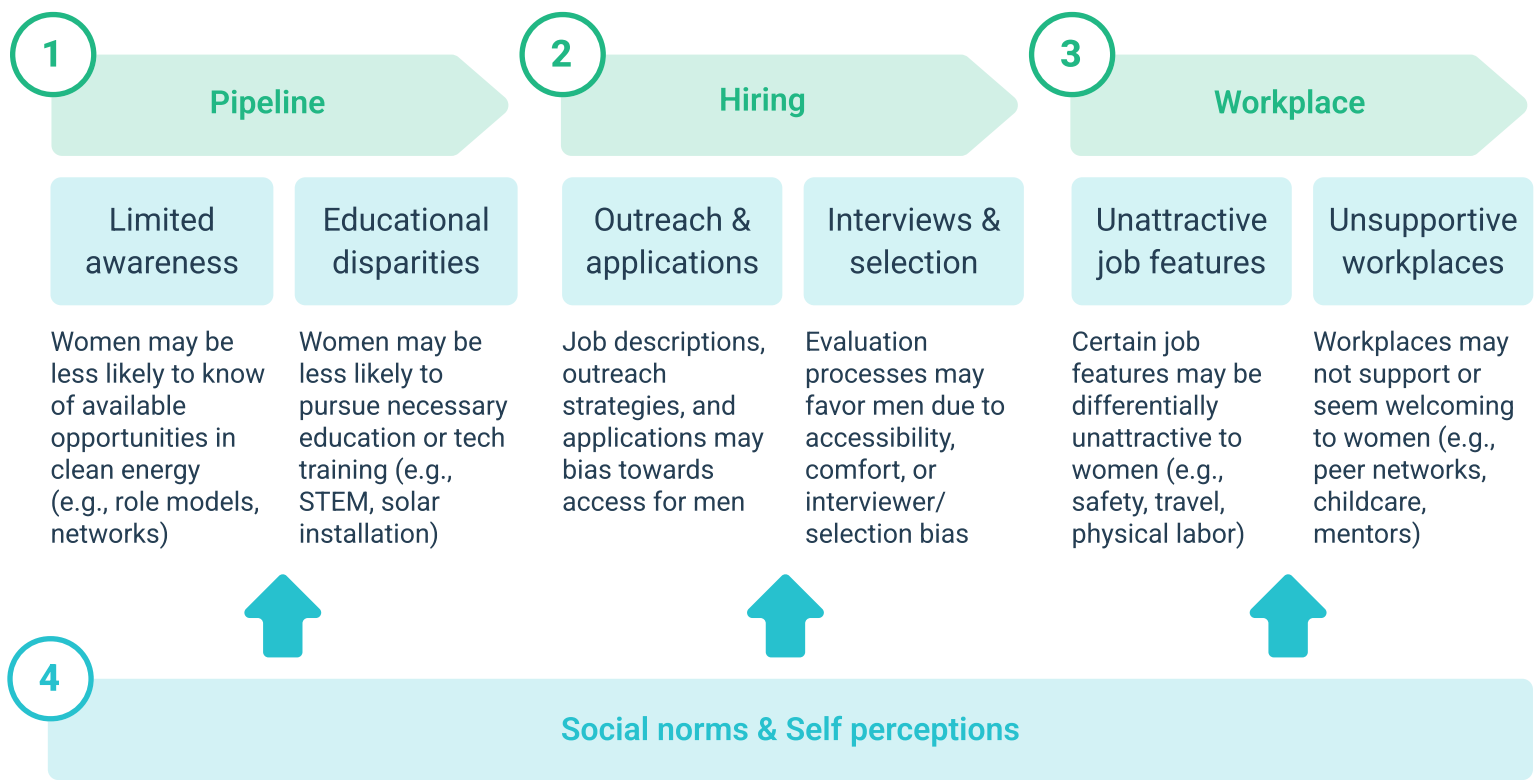 1
Pipeline
2
Hiring
3
Workplace
Limited
awareness
Women may be
less likely to know
of available
opportunities in
clean energy
(e.g., role models,
networks)
Educational
disparities
Women may be
less likely to
pursue necessary
education or tech
training (e.g.,
STEM, solar
installation)
Outreach &
applications
Job descriptions,
outreach
strategies, and
applications may
bias towards
access for men
Interviews &
selection
Evaluation
processes may
favor men due to
accessibility,
comfort, or
interviewer/
selection bias
Unattractive
job features
Certain job
features may be
differentially
unattractive to
women (e.g.,
safety, travel,
physical labor)
Unsupportive
workplaces
Workplaces may
not support or
seem welcoming
to women (e.g.,
peer networks,
childcare,
mentors)
4
Social norms & Self perceptions